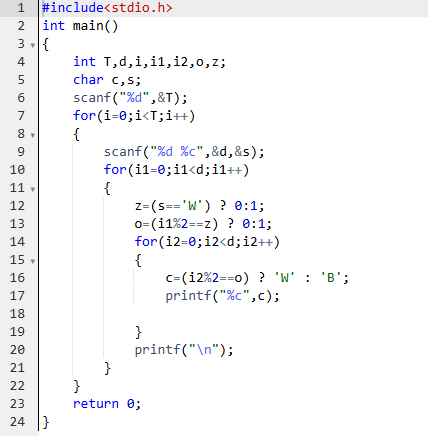 1 #include<stdio.h>
2 int main()
3 {
4     int T,d,i,i1,i2,o,z;
5     char c,s;
6     scanf("%d",&T);
7     for(i=0;i<T;i++)
8     {
9         scanf("%d %c",&d,&s);
10         for(i1=0;i1<d;i1++)
11         {
12             z=(s=='W') ? 0:1;
13             o=(i1%2==z) ? 0:1;
14             for(i2=0;i2<d;i2++)
15             {
16                 c=(i2%2==o) ? 'W' : 'B';
17                 printf("%c",c);
18
19             }
20             printf("\n");
21         }
22     }
23     return 0;
24 }